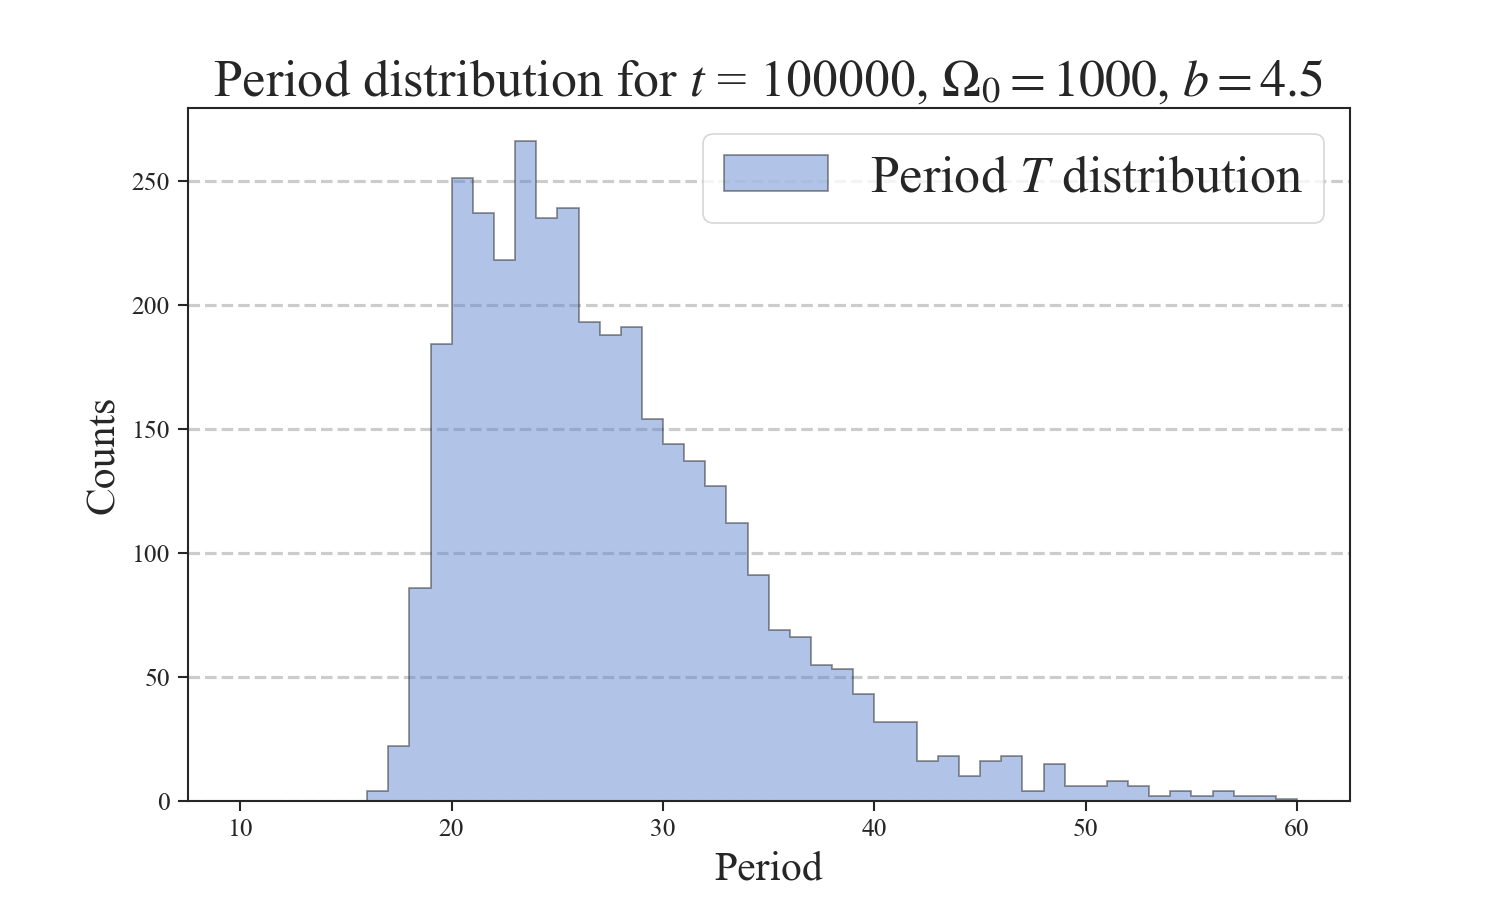 Period distribution for t = 100000, Ω₀ = 1000, b = 4.5
Period T distribution
250
200
150
100
50
0
Counts
10 20 30 40 50 60
Period